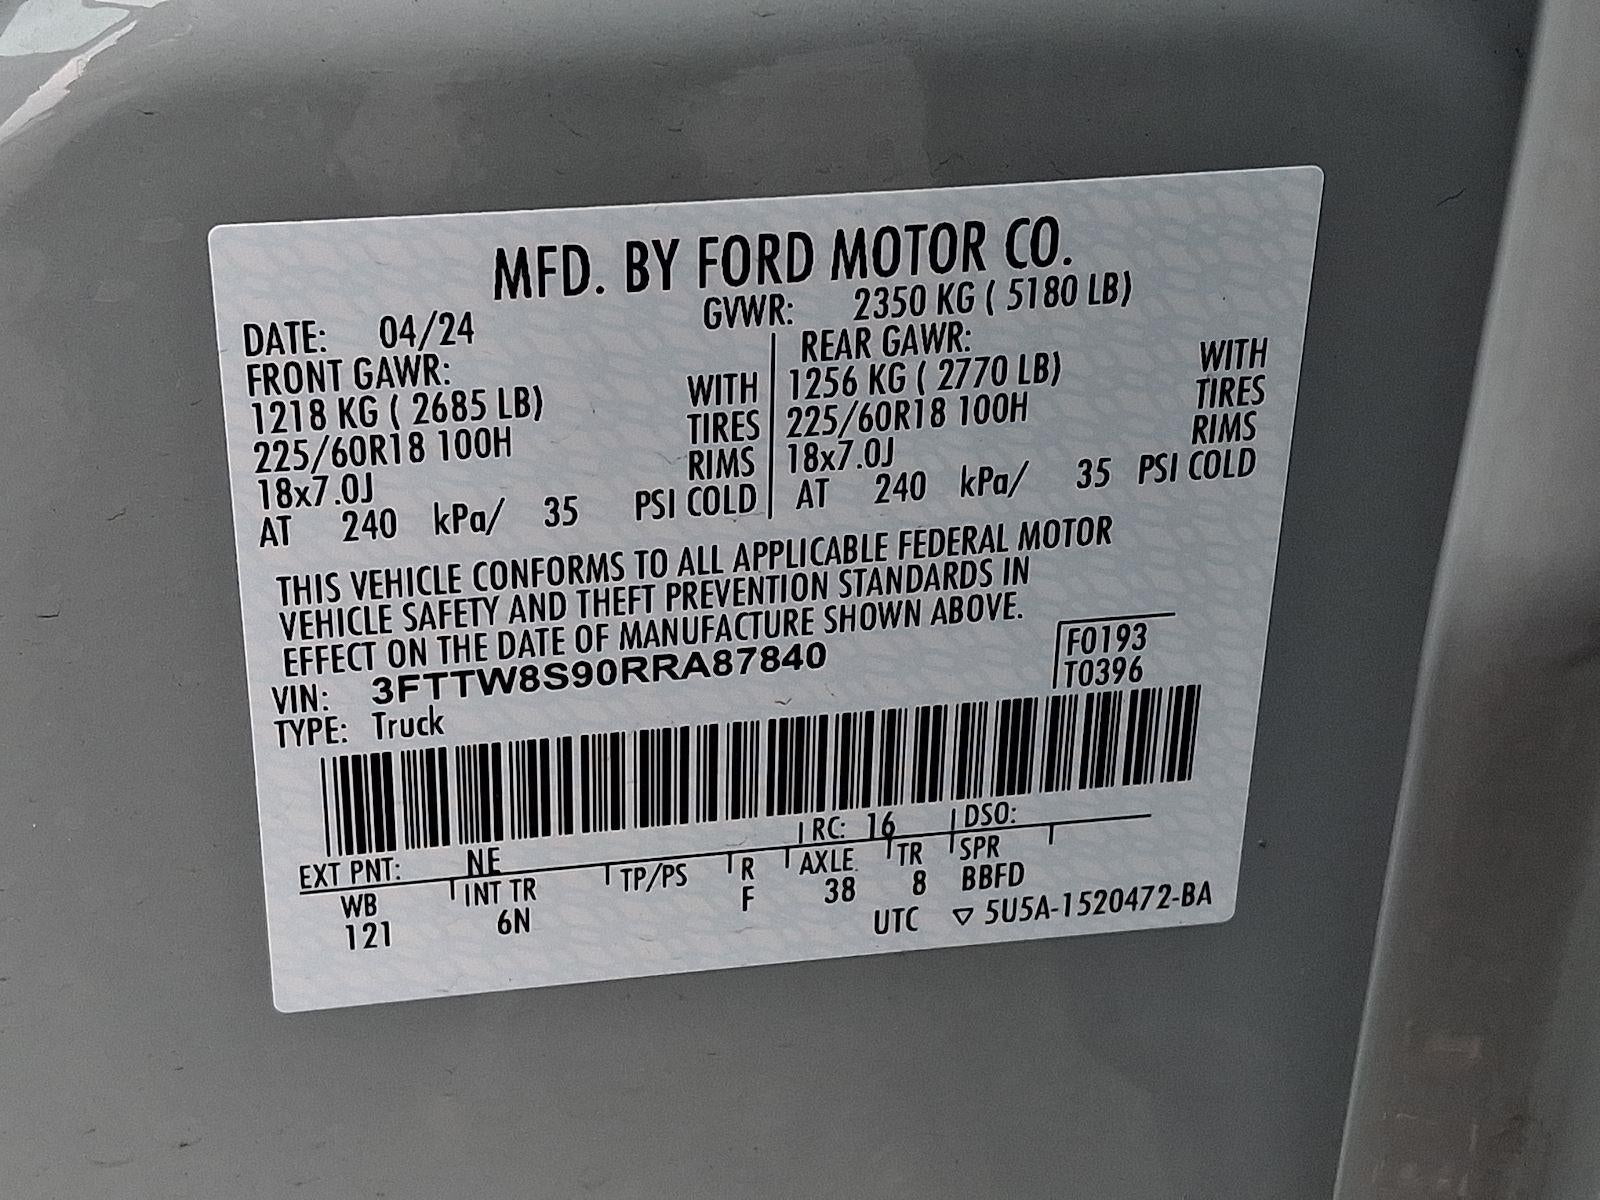 MFD. BY FORD MOTOR CO.
DATE: 04/24 GVWR: 2350 KG ( 5180 LB)
FRONT GAWR: REAR GAWR:
1218 KG ( 2685 LB) WITH 1256 KG ( 2770 LB) WITH
225/60R18 100H TIRES 225/60R18 100H TIRES
18x7.0J RIMS 18x7.0J RIMS
AT 240 kPa/ 35 PSI COLD AT 240 kPa/ 35 PSI COLD
THIS VEHICLE CONFORMS TO ALL APPLICABLE FEDERAL MOTOR
VEHICLE SAFETY AND THEFT PREVENTION STANDARDS IN
EFFECT ON THE DATE OF MANUFACTURE SHOWN ABOVE.
VIN: 3FTTW8S90RRA87840 F0193
TYPE: Truck T0396
EXT PNT: NE RC: 16 DSO:
WB INT TR TP/PS R AXLE TR SPR
121 6N F 38 8 BBFD
UTC ▽ 5U5A-1520472-BA